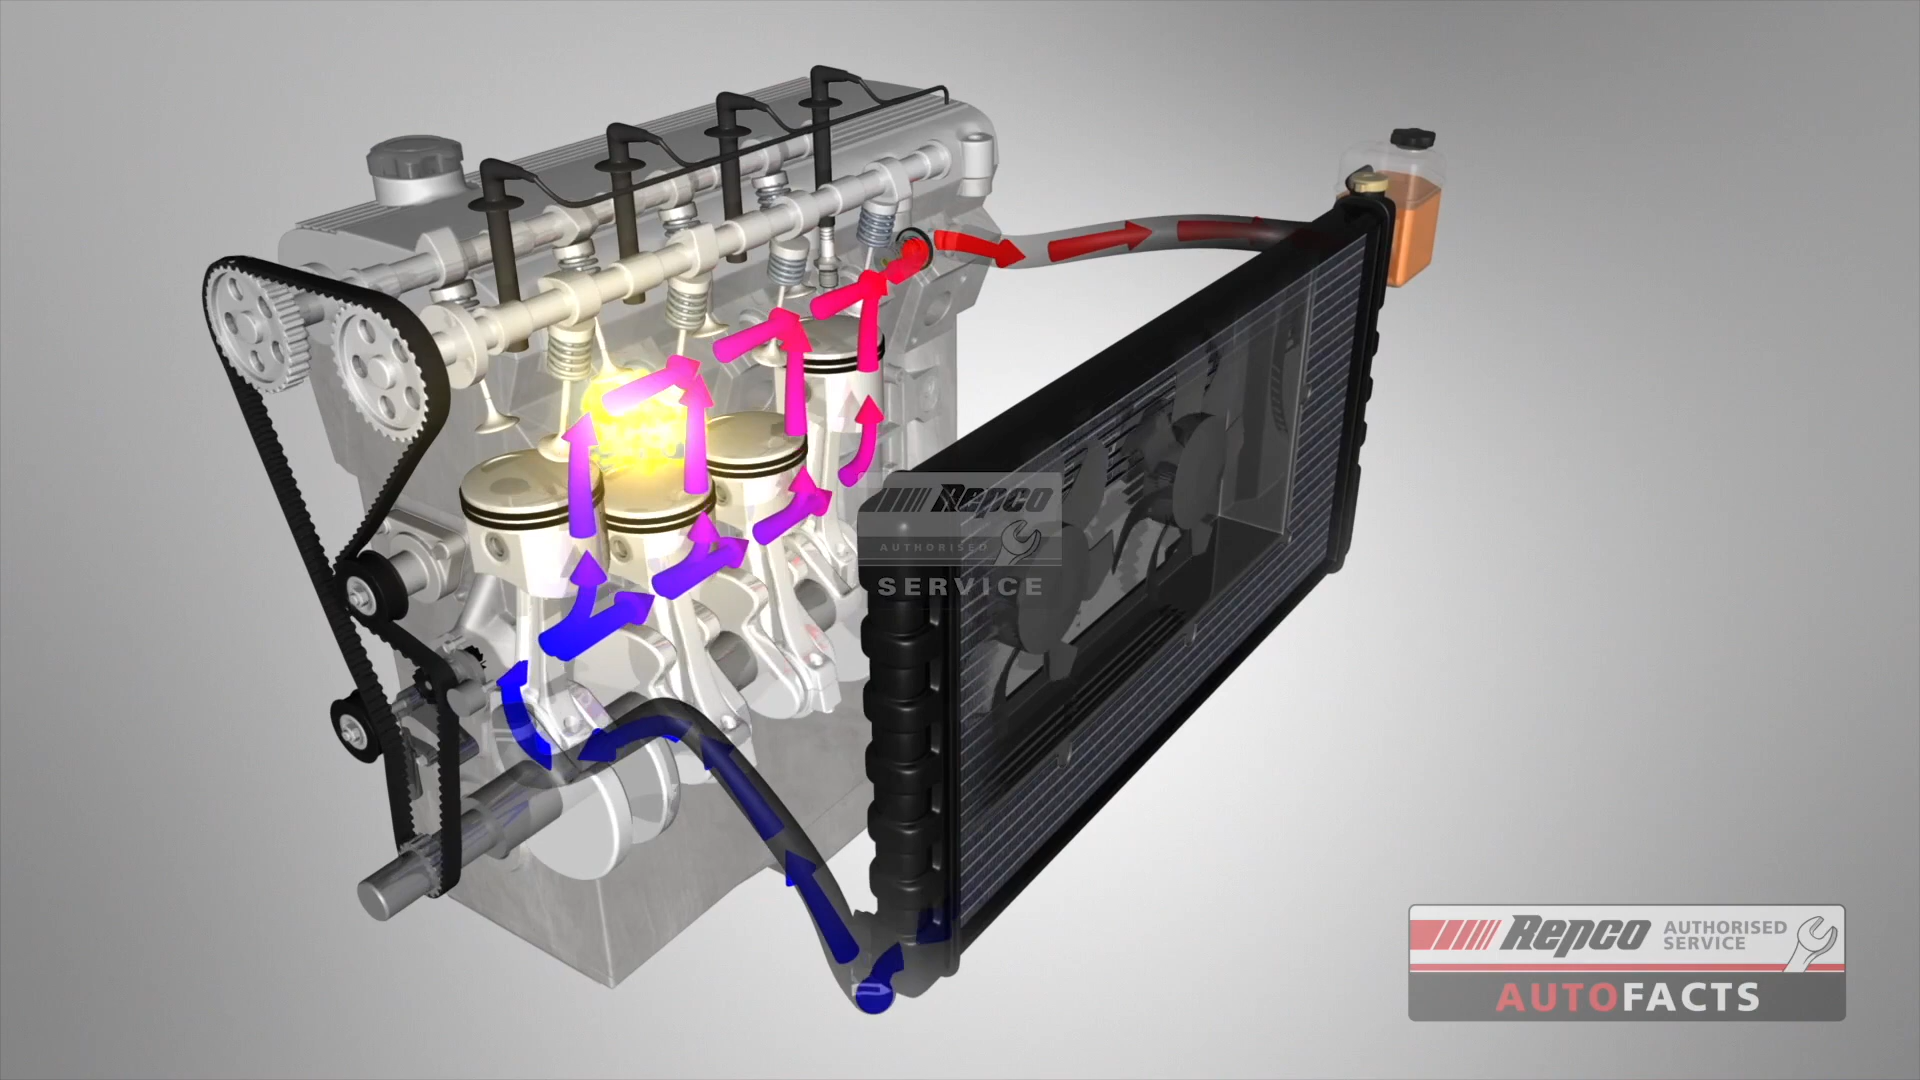 Repco
AUTHORISED
SERVICE
Repco AUTHORISED
SERVICE
AUTOFACTS